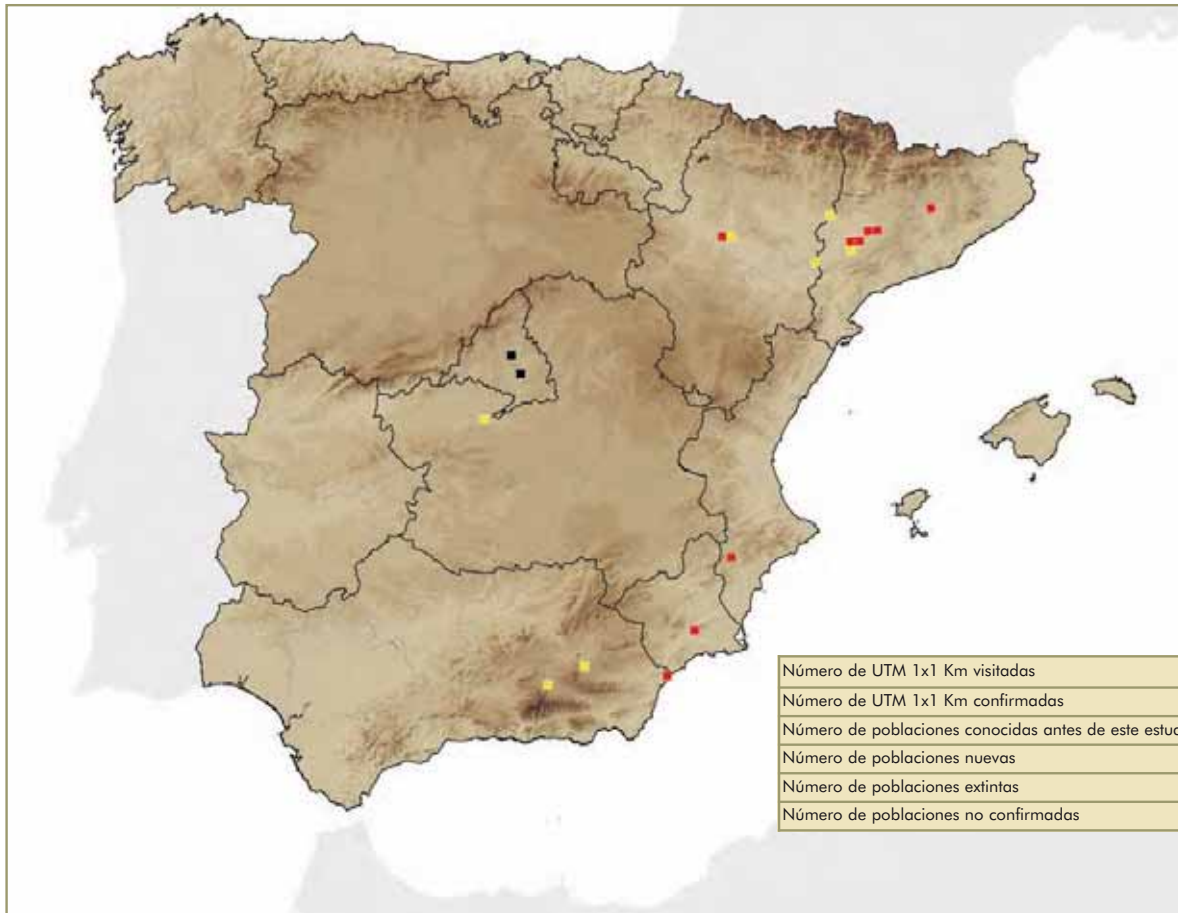 Número de UTM 1x1 Km visitadas
Número de UTM 1x1 Km confirmadas
Número de poblaciones conocidas antes de este estuc
Número de poblaciones nuevas
Número de poblaciones extintas
Número de poblaciones no confirmadas